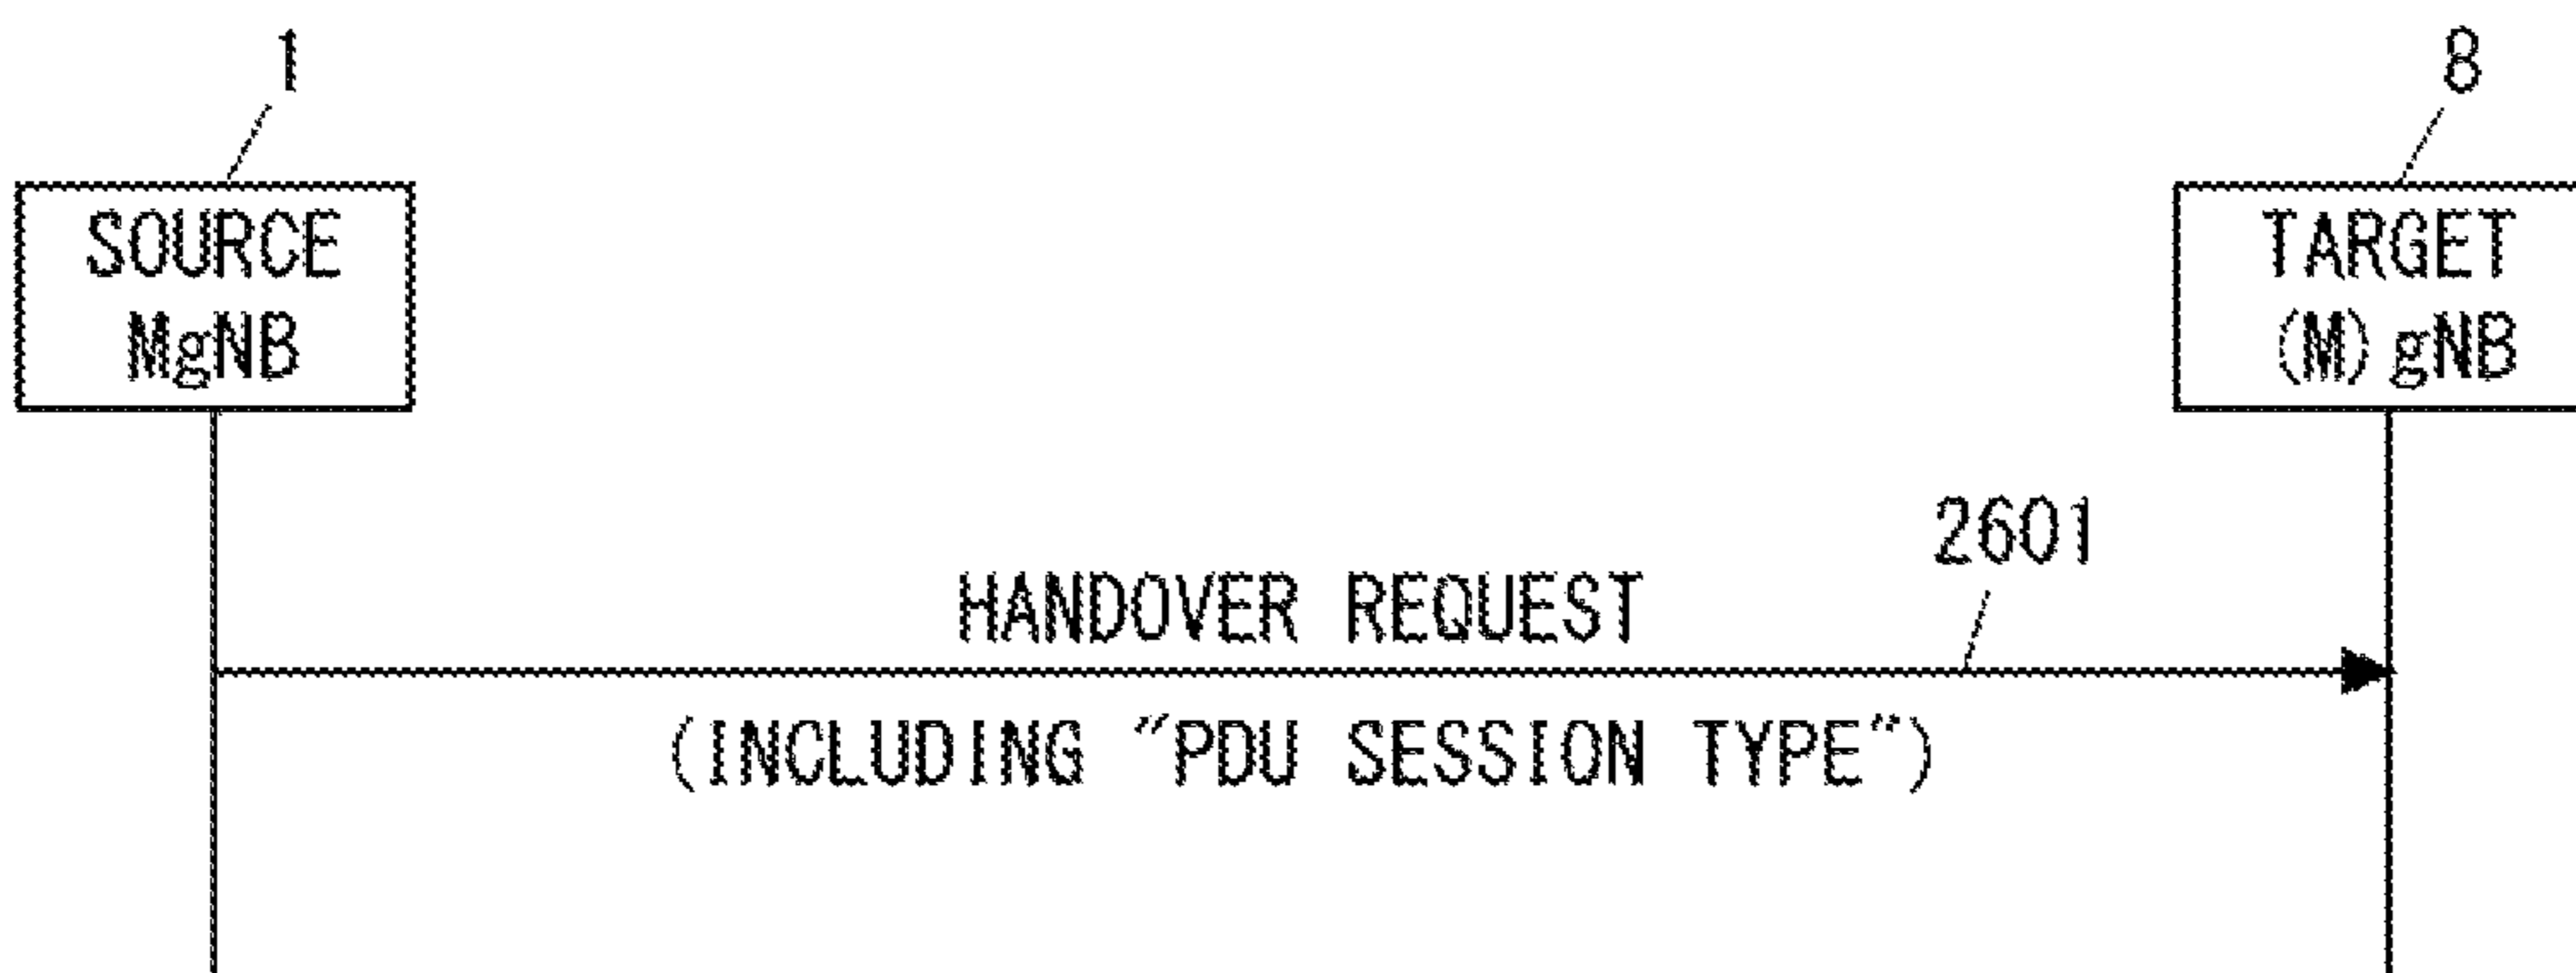 1
8
SOURCE
MgNB
TARGET
(M) gNB
2601
HANDOVER REQUEST
(INCLUDING "PDU SESSION TYPE")